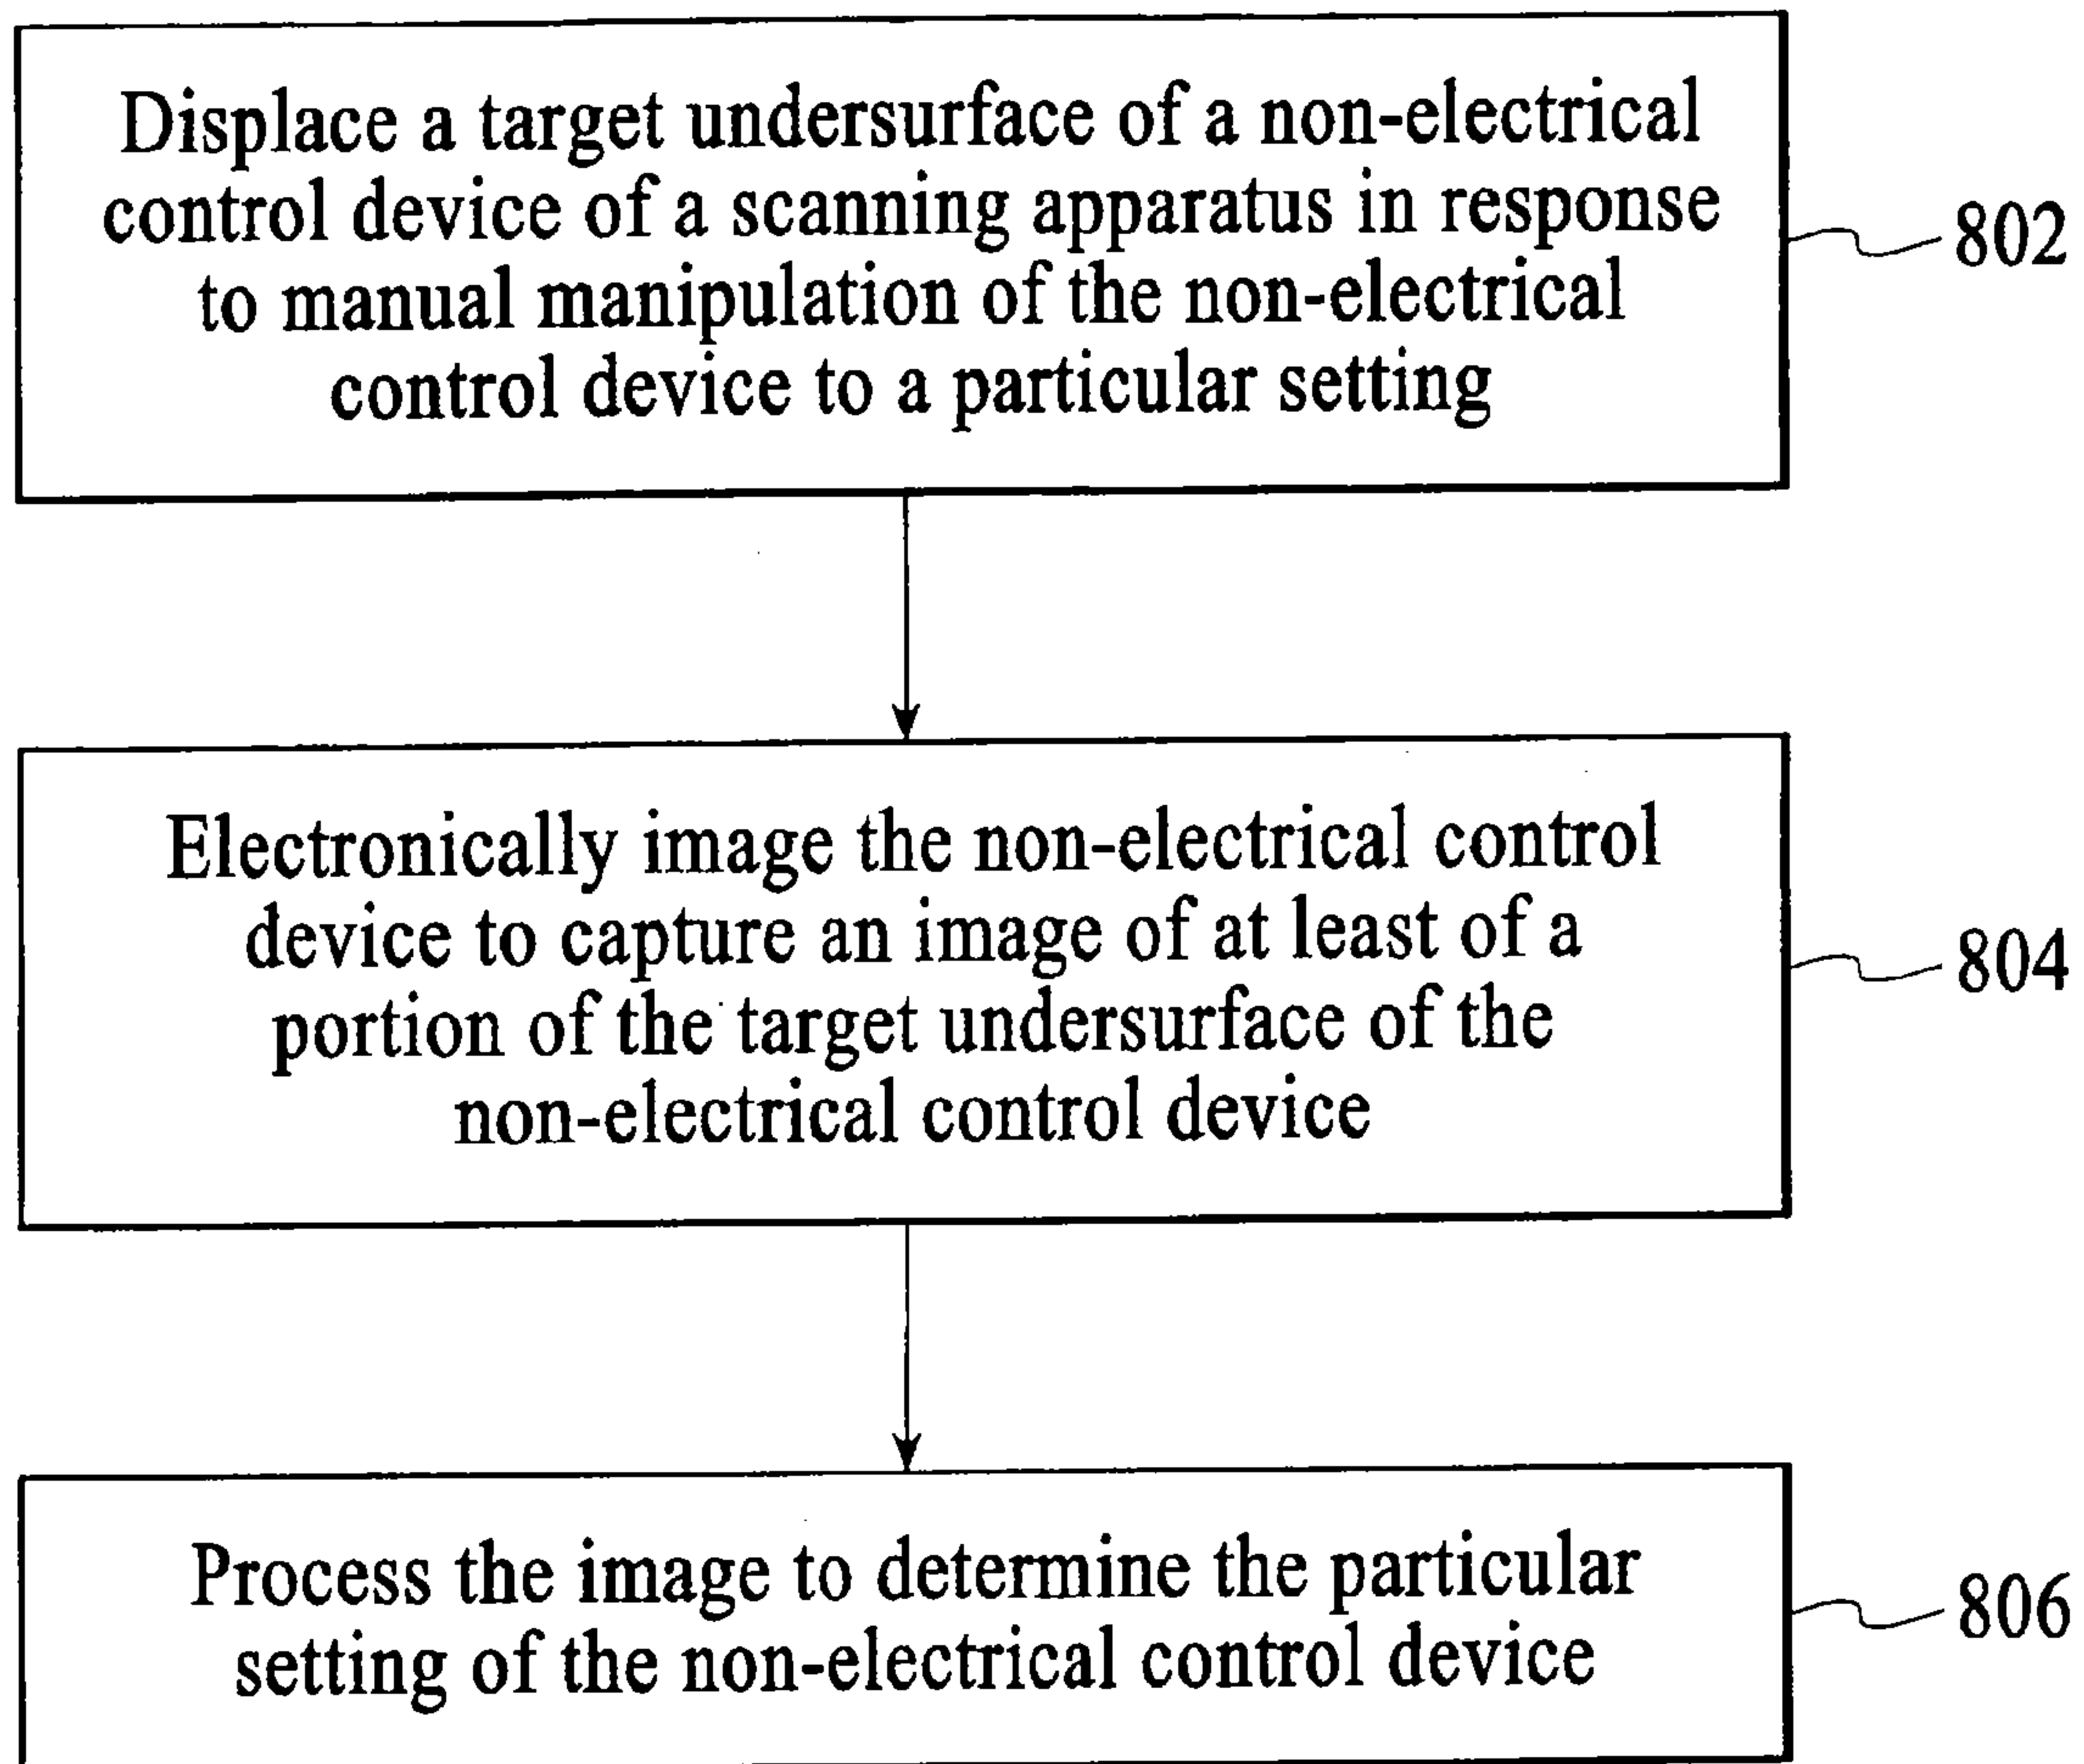 Displace a target undersurface of a non-electrical
control device of a scanning apparatus in response
to manual manipulation of the non-electrical
control device to a particular setting
802
Electronically image the non-electrical control
device to capture an image of at least of a
portion of the target undersurface of the
non-electrical control device
804
Process the image to determine the particular
setting of the non-electrical control device
806